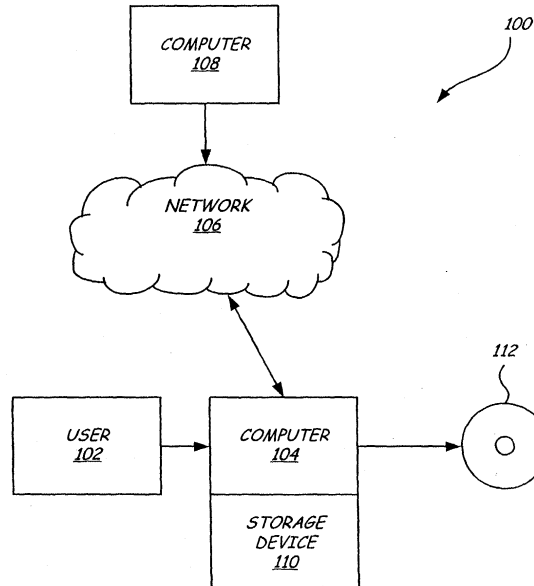 COMPUTER
108
100
NETWORK
106
112
USER
102
COMPUTER
104
STORAGE
DEVICE
110